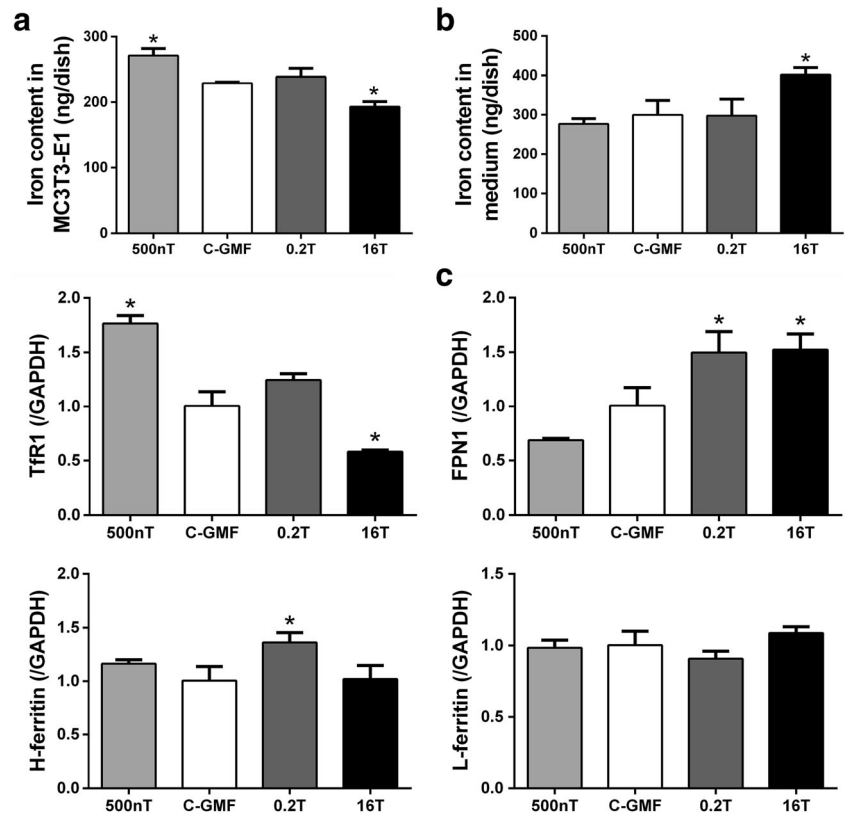 a
Iron content in
MC3T3-E1 (ng/dish)
300
200
100
0
*
*
500nT C-GMF 0.2T 16T
b
Iron content in
medium (ng/dish)
500
400
300
200
100
0
*
500nT C-GMF 0.2T 16T
TfR1 (/GAPDH)
2.0
1.5
1.0
0.5
0.0
*
*
500nT C-GMF 0.2T 16T
c
FPN1 (/GAPDH)
2.0
1.5
1.0
0.5
0.0
*
*
500nT C-GMF 0.2T 16T
H-ferritin (/GAPDH)
2.0
1.5
1.0
0.5
0.0
*
500nT C-GMF 0.2T 16T
L-ferritin (/GAPDH)
1.5
1.0
0.5
0.0
500nT C-GMF 0.2T 16T